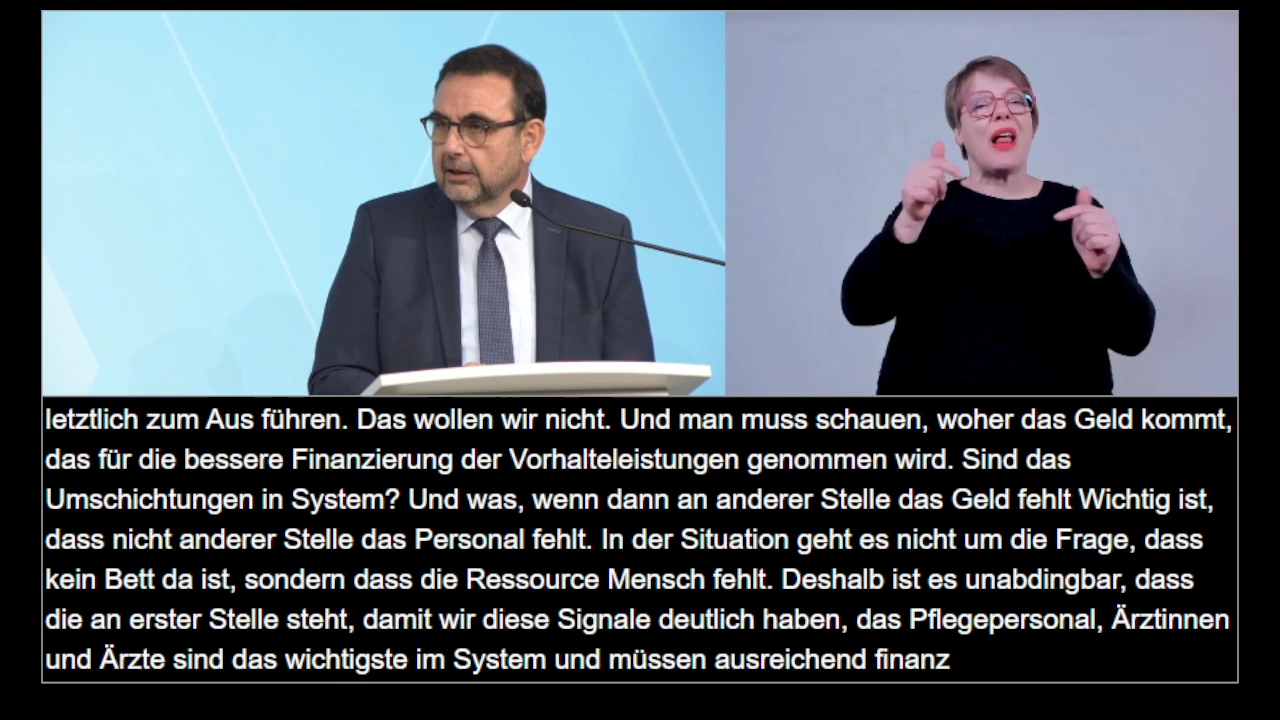 letztlich zum Aus führen. Das wollen wir nicht. Und man muss schauen, woher das Geld kommt,
das für die bessere Finanzierung der Vorhalteleistungen genommen wird. Sind das
Umschichtungen in System? Und was, wenn dann an anderer Stelle das Geld fehlt Wichtig ist,
dass nicht anderer Stelle das Personal fehlt. In der Situation geht es nicht um die Frage, dass
kein Bett da ist, sondern dass die Ressource Mensch fehlt. Deshalb ist es unabdingbar, dass
die an erster Stelle steht, damit wir diese Signale deutlich haben, das Pflegepersonal, Ärztinnen
und Ärzte sind das wichtigste im System und müssen ausreichend finanz